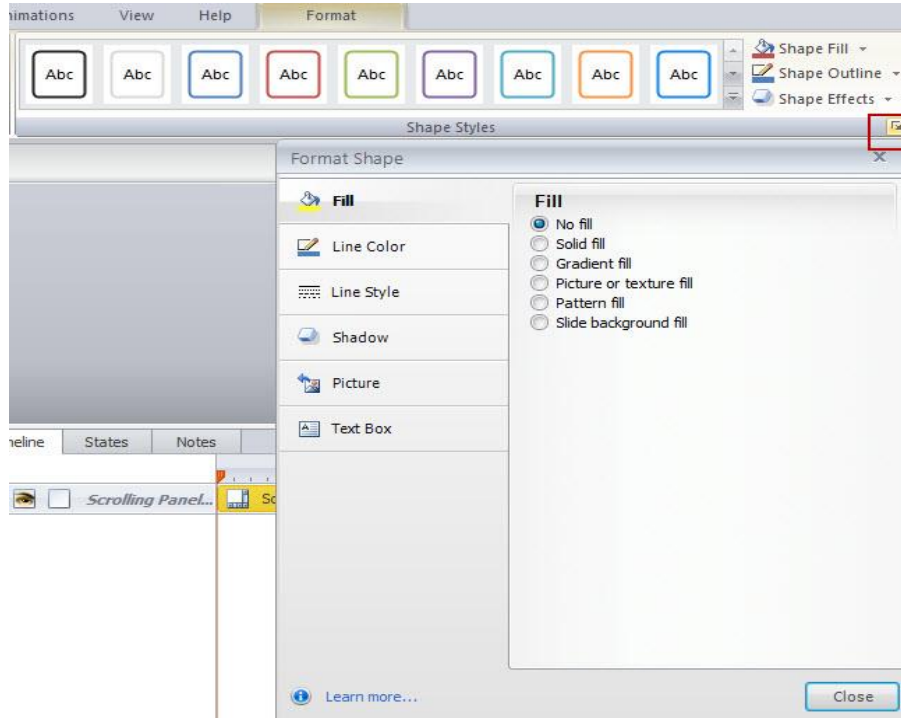 nimations View Help Format
Abc Abc Abc Abc Abc Abc Abc Abc Abc
Shape Fill
Shape Outline
Shape Effects
Shape Styles
Format Shape
Fill
Line Color
Line Style
Shadow
Picture
Text Box
Fill
No fill
Solid fill
Gradient fill
Picture or texture fill
Pattern fill
Slide background fill
neline States Notes
Scrolling Panel... Sc
Learn more...
Close